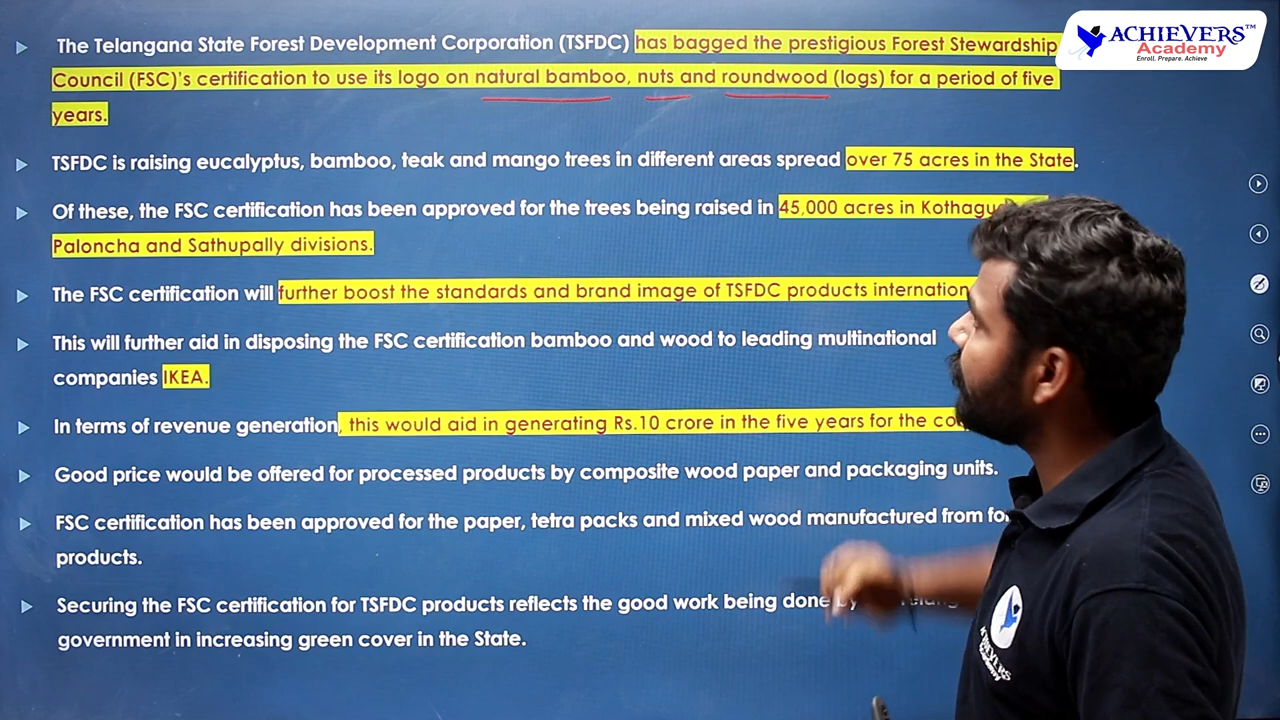 The Telangana State Forest Development Corporation (TSFDC) has bagged the prestigious Forest Stewardship
Council (FSC)'s certification to use its logo on natural bamboo, nuts and roundwood (logs) for a period of five
years.
TSFDC is raising eucalyptus, bamboo, teak and mango trees in different areas spread over 75 acres in the State.
Of these, the FSC certification has been approved for the trees being raised in 45,000 acres in
Paloncha and Sathupally divisions.
The FSC certification will further boost the standards and brand image of TSFDC products
This will further aid in disposing the FSC certification bamboo and wood to leading multinational
companies IKEA.
In terms of revenue generation, this would aid in generating Rs.10 crore in the five years for the
Good price would be offered for processed products by composite wood paper and packaging units.
FSC certification has been approved for the paper, tetra packs and mixed wood manufactured from
products.
Securing the FSC certification for TSFDC products reflects the good work being done
government in increasing green cover in the State.
ACHIEVERS™
Academy
Enroll. Prepare. Achieve
ACHIEVERS
Academy